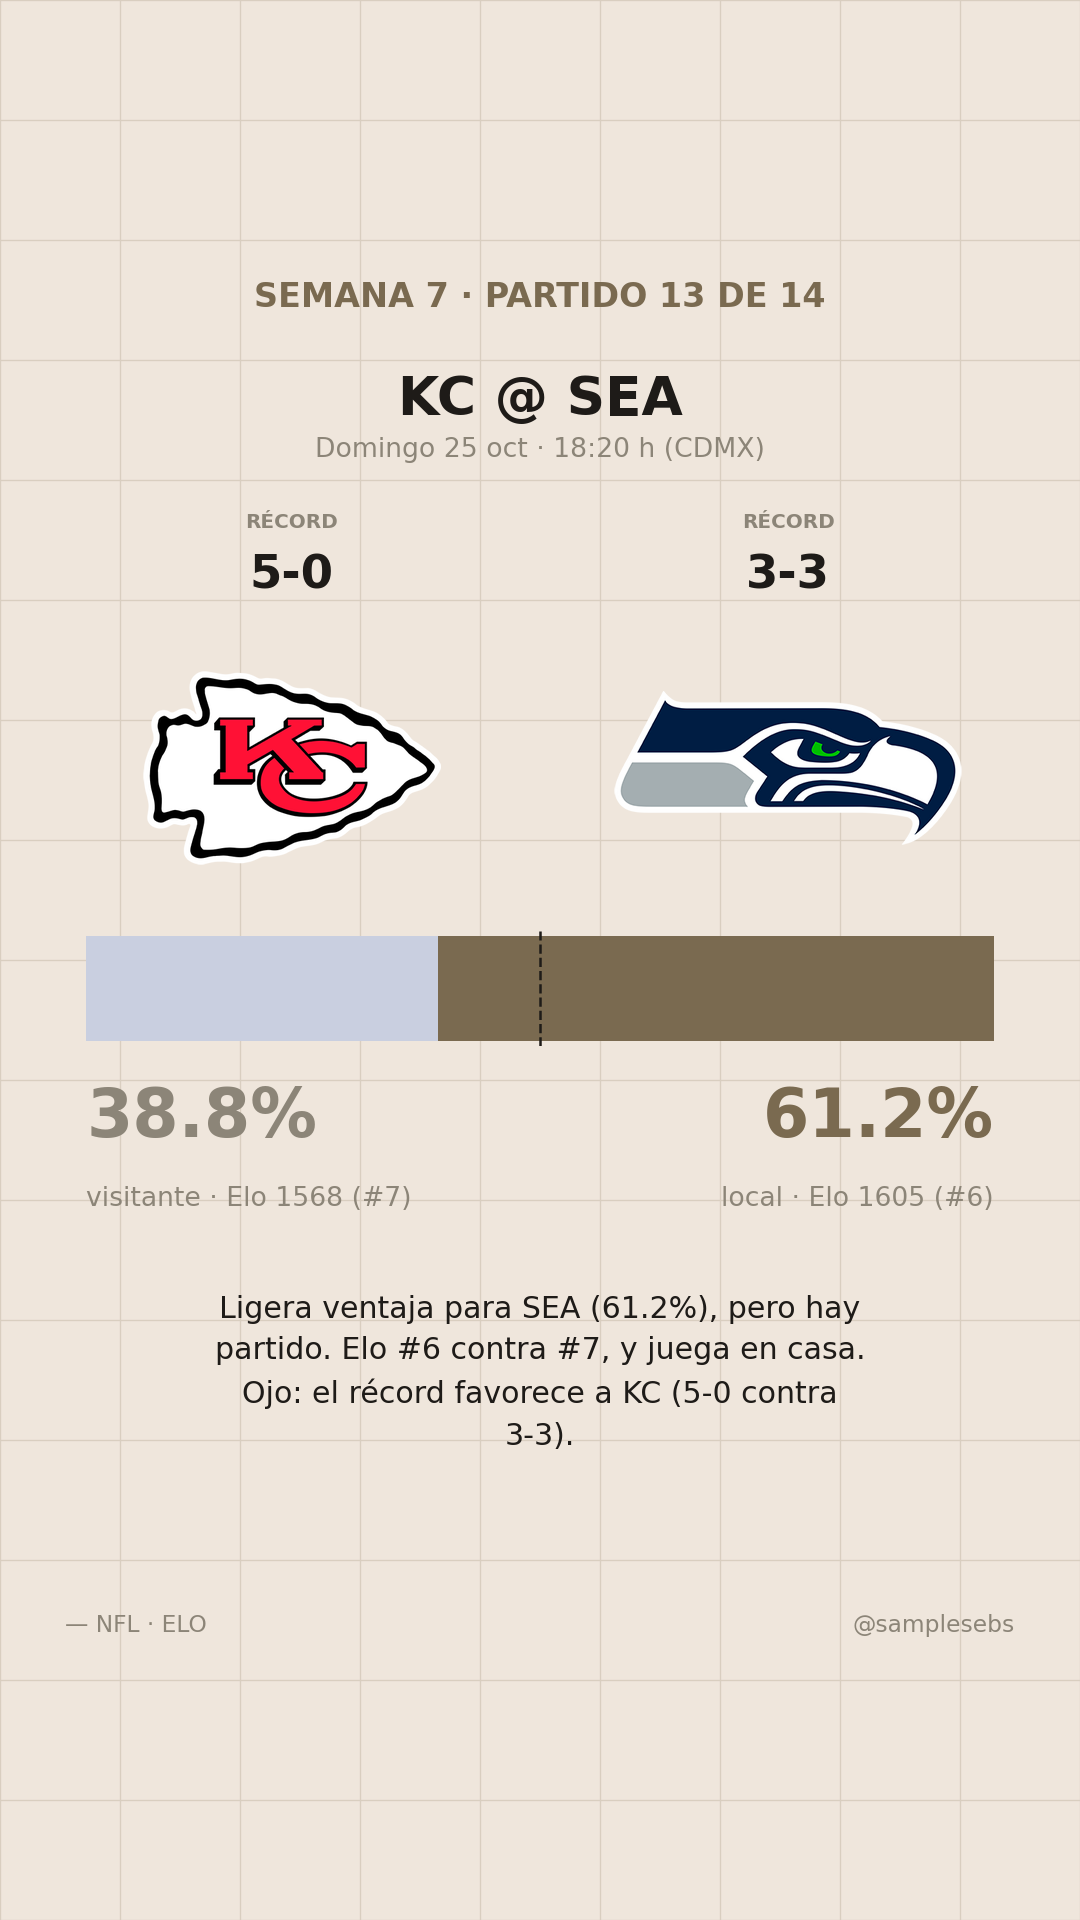 SEMANA 7 · PARTIDO 13 DE 14
KC @ SEA
Domingo 25 oct · 18:20 h (CDMX)
RÉCORD
5-0
RÉCORD
3-3
KC
38.8%
61.2%
visitante · Elo 1568 (#7)
local · Elo 1605 (#6)
Ligera ventaja para SEA (61.2%), pero hay
partido. Elo #6 contra #7, y juega en casa.
Ojo: el récord favorece a KC (5-0 contra
3-3).
— NFL · ELO
@samplesebs